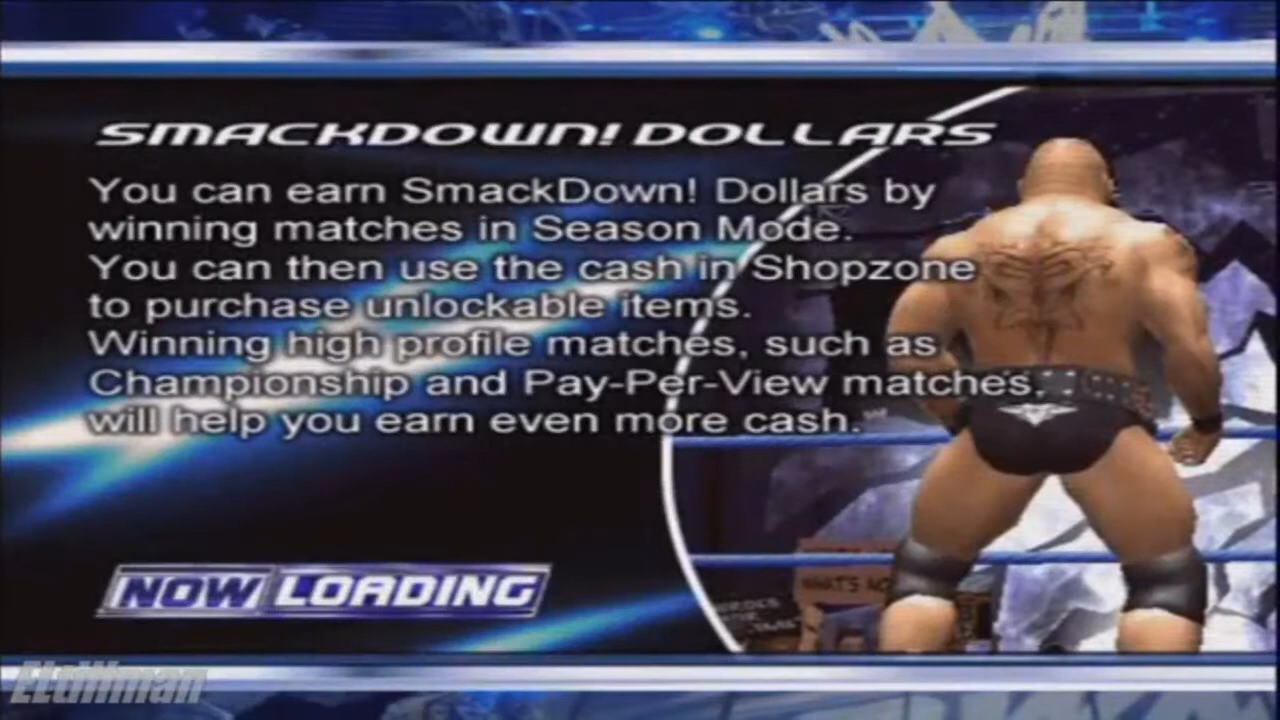 SMACKDOWN! DOLLARS
You can earn SmackDown! Dollars by
winning matches in Season Mode.
You can then use the cash in Shopzone
to purchase unlockable items.
Winning high profile matches, such as
Championship and Pay-Per-View matches,
will help you earn even more cash.
WHAT'S
NOW LOADING